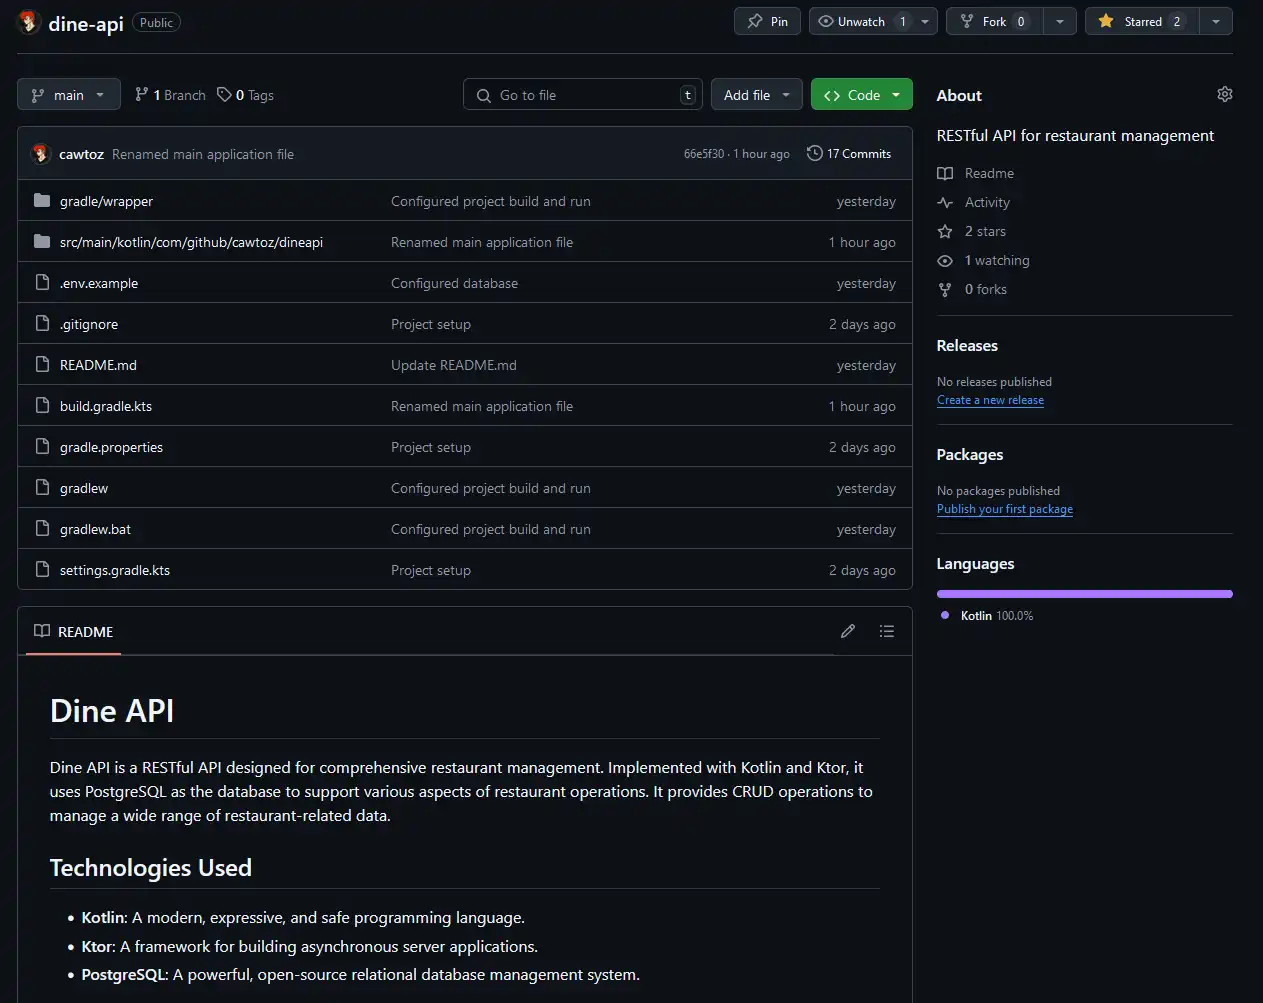 dine-api Public Pin Unwatch 1 Fork 0 Starred 2
main 1 Branch 0 Tags Go to file t Add file Code
cawtoz Renamed main application file 66e5f30 · 1 hour ago 17 Commits
gradle/wrapper Configured project build and run yesterday
src/main/kotlin/com/github/cawtoz/dineapi Renamed main application file 1 hour ago
.env.example Configured database yesterday
.gitignore Project setup 2 days ago
README.md Update README.md yesterday
build.gradle.kts Renamed main application file 1 hour ago
gradle.properties Project setup 2 days ago
gradlew Configured project build and run yesterday
gradlew.bat Configured project build and run yesterday
settings.gradle.kts Project setup 2 days ago
README
Dine API
Dine API is a RESTful API designed for comprehensive restaurant management. Implemented with Kotlin and Ktor, it
uses PostgreSQL as the database to support various aspects of restaurant operations. It provides CRUD operations to
manage a wide range of restaurant-related data.
Technologies Used
• Kotlin: A modern, expressive, and safe programming language.
• Ktor: A framework for building asynchronous server applications.
• PostgreSQL: A powerful, open-source relational database management system.
About
RESTful API for restaurant management
Readme
Activity
2 stars
1 watching
0 forks
Releases
No releases published
Create a new release
Packages
No packages published
Publish your first package
Languages
Kotlin 100.0%